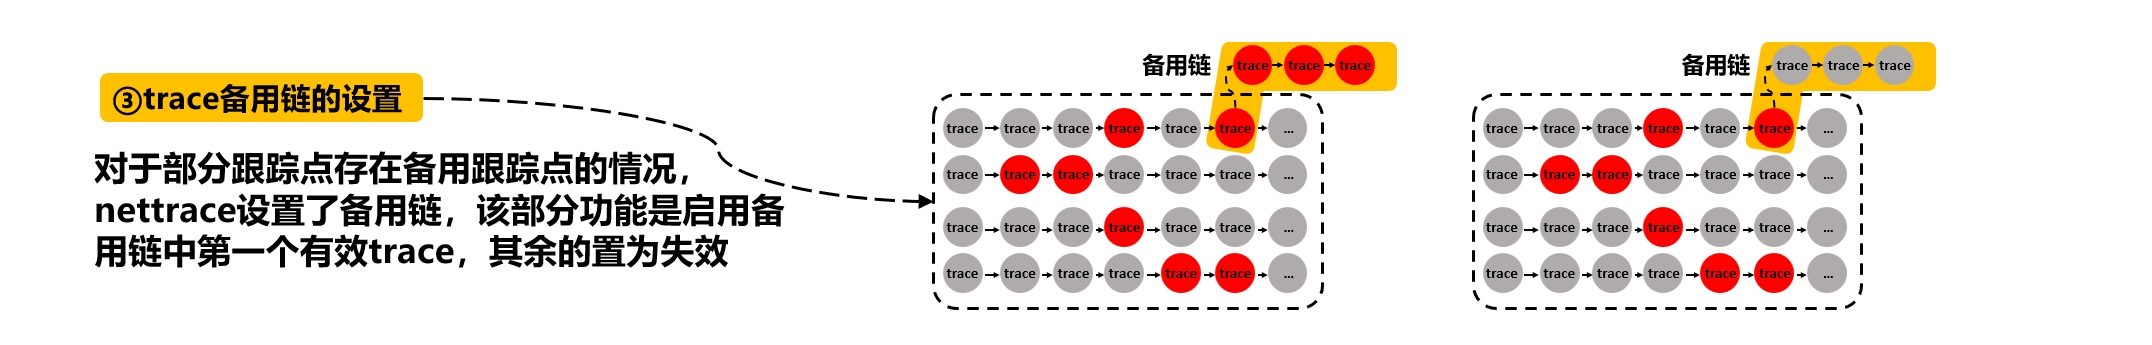 ③trace备用链的设置
对于部分跟踪点存在备用跟踪点的情况，
nettrace设置了备用链，该部分功能是启用备
用链中第一个有效trace，其余的置为失效
备用链 trace trace trace
trace trace trace trace trace trace ...
trace trace trace trace trace trace ...
trace trace trace trace trace trace ...
trace trace trace trace trace trace ...
备用链 trace trace trace
trace trace trace trace trace trace ...
trace trace trace trace trace trace ...
trace trace trace trace trace trace ...
trace trace trace trace trace trace ...